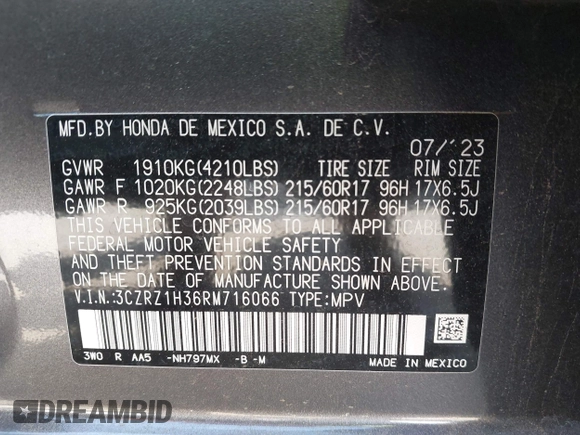 MFD.BY HONDA DE MEXICO S.A. DE C.V.
07/'23
GVWR 1910KG(4210LBS) TIRE SIZE RIM SIZE
GAWR F 1020KG(2248LBS) 215/60R17 96H 17X6.5J
GAWR R 925KG(2039LBS) 215/60R17 96H 17X6.5J
THIS VEHICLE CONFORMS TO ALL APPLICABLE
FEDERAL MOTOR VEHICLE SAFETY
AND THEFT PREVENTION STANDARDS IN EFFECT
ON THE DATE OF MANUFACTURE SHOWN ABOVE.
V.I.N.:3CZRZ1H36RM716066 TYPE:MPV
3W0 R AA5 -NH797MX -B -M MADE IN MEXICO
DREAMBID